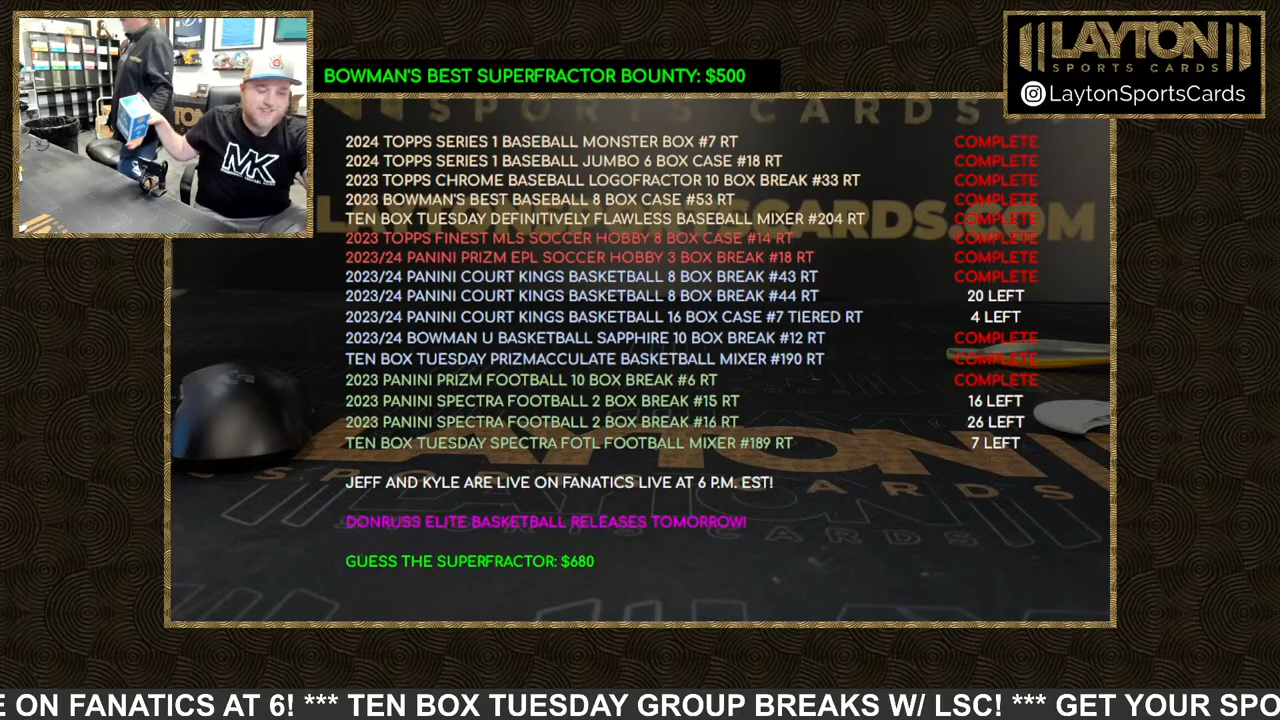 BOWMAN'S BEST SUPERFRACTOR BOUNTY: $500
LAYTON
SPORTS CARDS
LaytonSportsCards
MK
SPORTS CARDS
2024 TOPPS SERIES 1 BASEBALL MONSTER BOX #7 RT COMPLETE
2024 TOPPS SERIES 1 BASEBALL JUMBO 6 BOX CASE #18 RT COMPLETE
2023 TOPPS CHROME BASEBALL LOGOFRACTOR 10 BOX BREAK #33 RT COMPLETE
2023 BOWMAN'S BEST BASEBALL 8 BOX CASE #53 RT COMPLETE
TEN BOX TUESDAY DEFINITIVELY FLAWLESS BASEBALL MIXER #204 RT COMPLETE
2023 TOPPS FINEST MLS SOCCER HOBBY 8 BOX CASE #14 RT COMPLETE
2023/24 PANINI PRIZM EPL SOCCER HOBBY 3 BOX BREAK #18 RT COMPLETE
2023/24 PANINI COURT KINGS BASKETBALL 8 BOX BREAK #43 RT COMPLETE
2023/24 PANINI COURT KINGS BASKETBALL 8 BOX BREAK #44 RT 20 LEFT
2023/24 PANINI COURT KINGS BASKETBALL 16 BOX CASE #7 TIERED RT 4 LEFT
2023/24 BOWMAN U BASKETBALL SAPPHIRE 10 BOX BREAK #12 RT COMPLETE
TEN BOX TUESDAY PRIZMACCULATE BASKETBALL MIXER #190 RT COMPLETE
2023 PANINI PRIZM FOOTBALL 10 BOX BREAK #6 RT COMPLETE
2023 PANINI SPECTRA FOOTBALL 2 BOX BREAK #15 RT 16 LEFT
2023 PANINI SPECTRA FOOTBALL 2 BOX BREAK #16 RT 26 LEFT
TEN BOX TUESDAY SPECTRA FOTL FOOTBALL MIXER #189 RT 7 LEFT
JEFF AND KYLE ARE LIVE ON FANATICS LIVE AT 6 P.M. EST!
DONRUSS ELITE BASKETBALL RELEASES TOMORROW!
GUESS THE SUPERFRACTOR: $680
E ON FANATICS AT 6! *** TEN BOX TUESDAY GROUP BREAKS W/ LSC! *** GET YOUR SPO